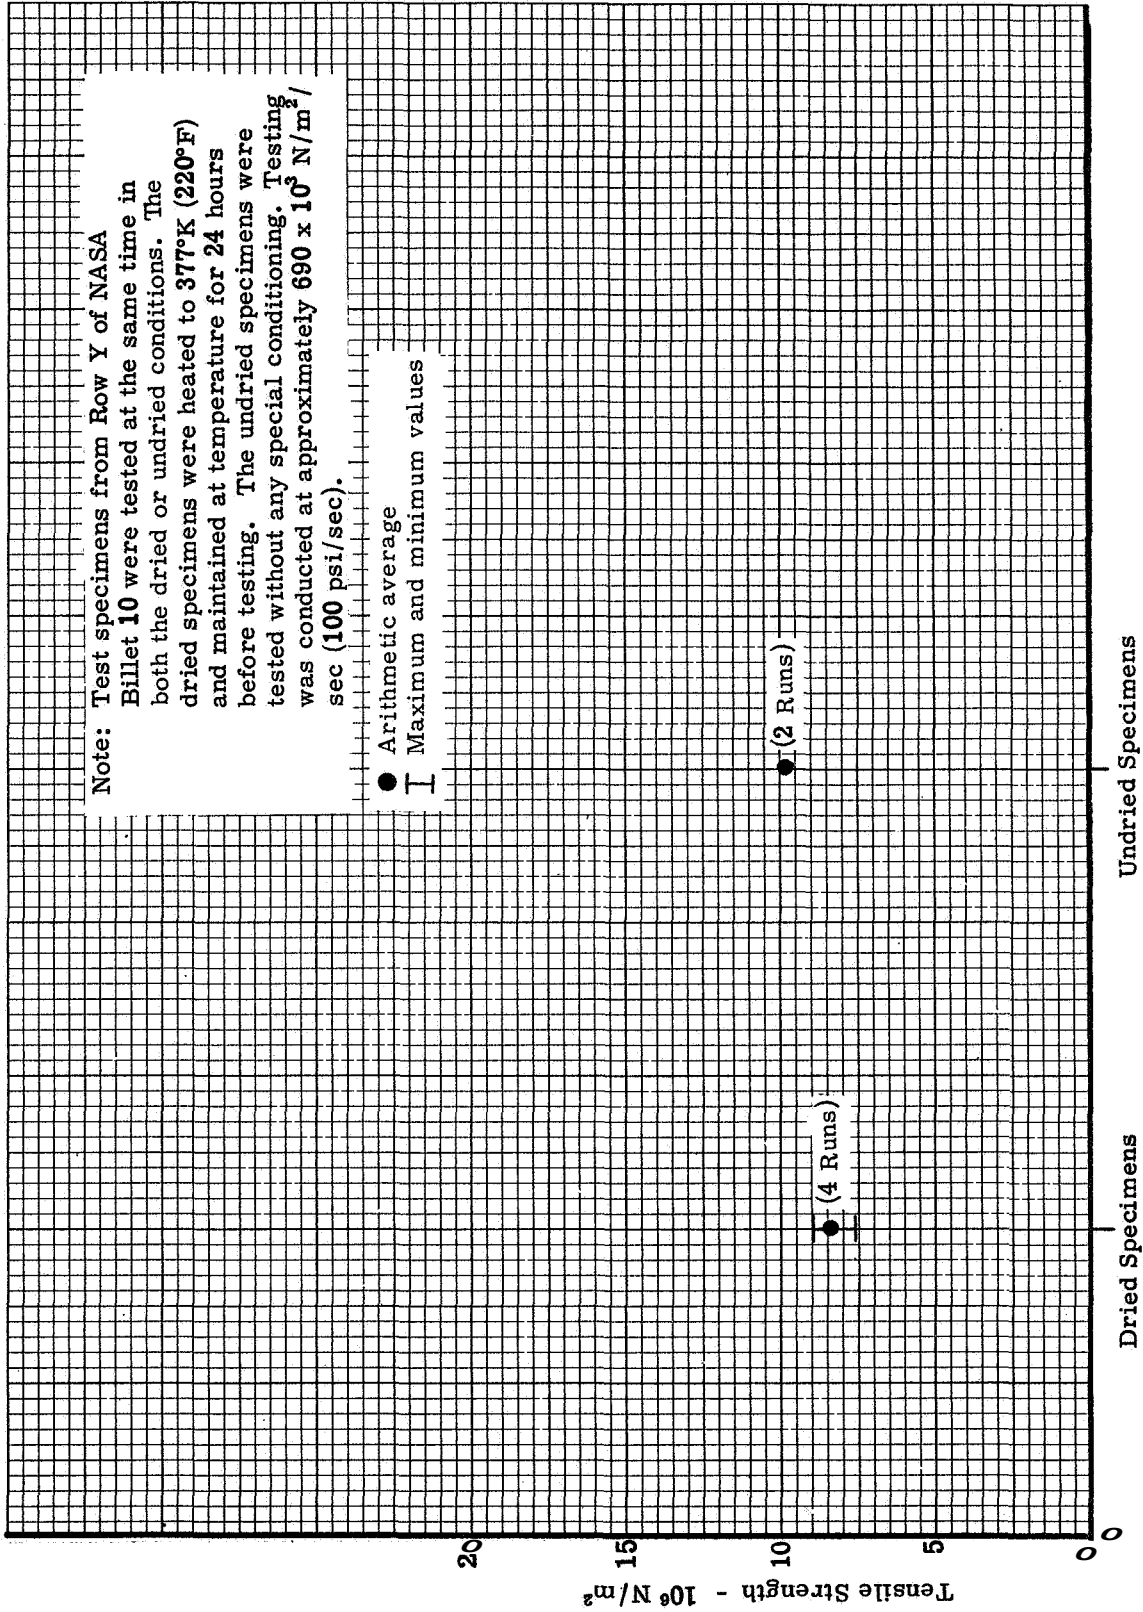 Note: Test specimens from Row Y of NASA
Billet 10 were tested at the same time in
both the dried or undried conditions. The
dried specimens were heated to 377°K (220°F)
and maintained at temperature for 24 hours
before testing. The undried specimens were
tested without any special conditioning. Testing
was conducted at approximately 690 x 10³ N/m²/
sec (100 psi/sec).
● Arithmetic average
Maximum and minimum values
Tensile Strength - 10⁶ N/m²
20
15
10
5
0
0
(4 Runs)
(2 Runs)
Dried Specimens
Undried Specimens